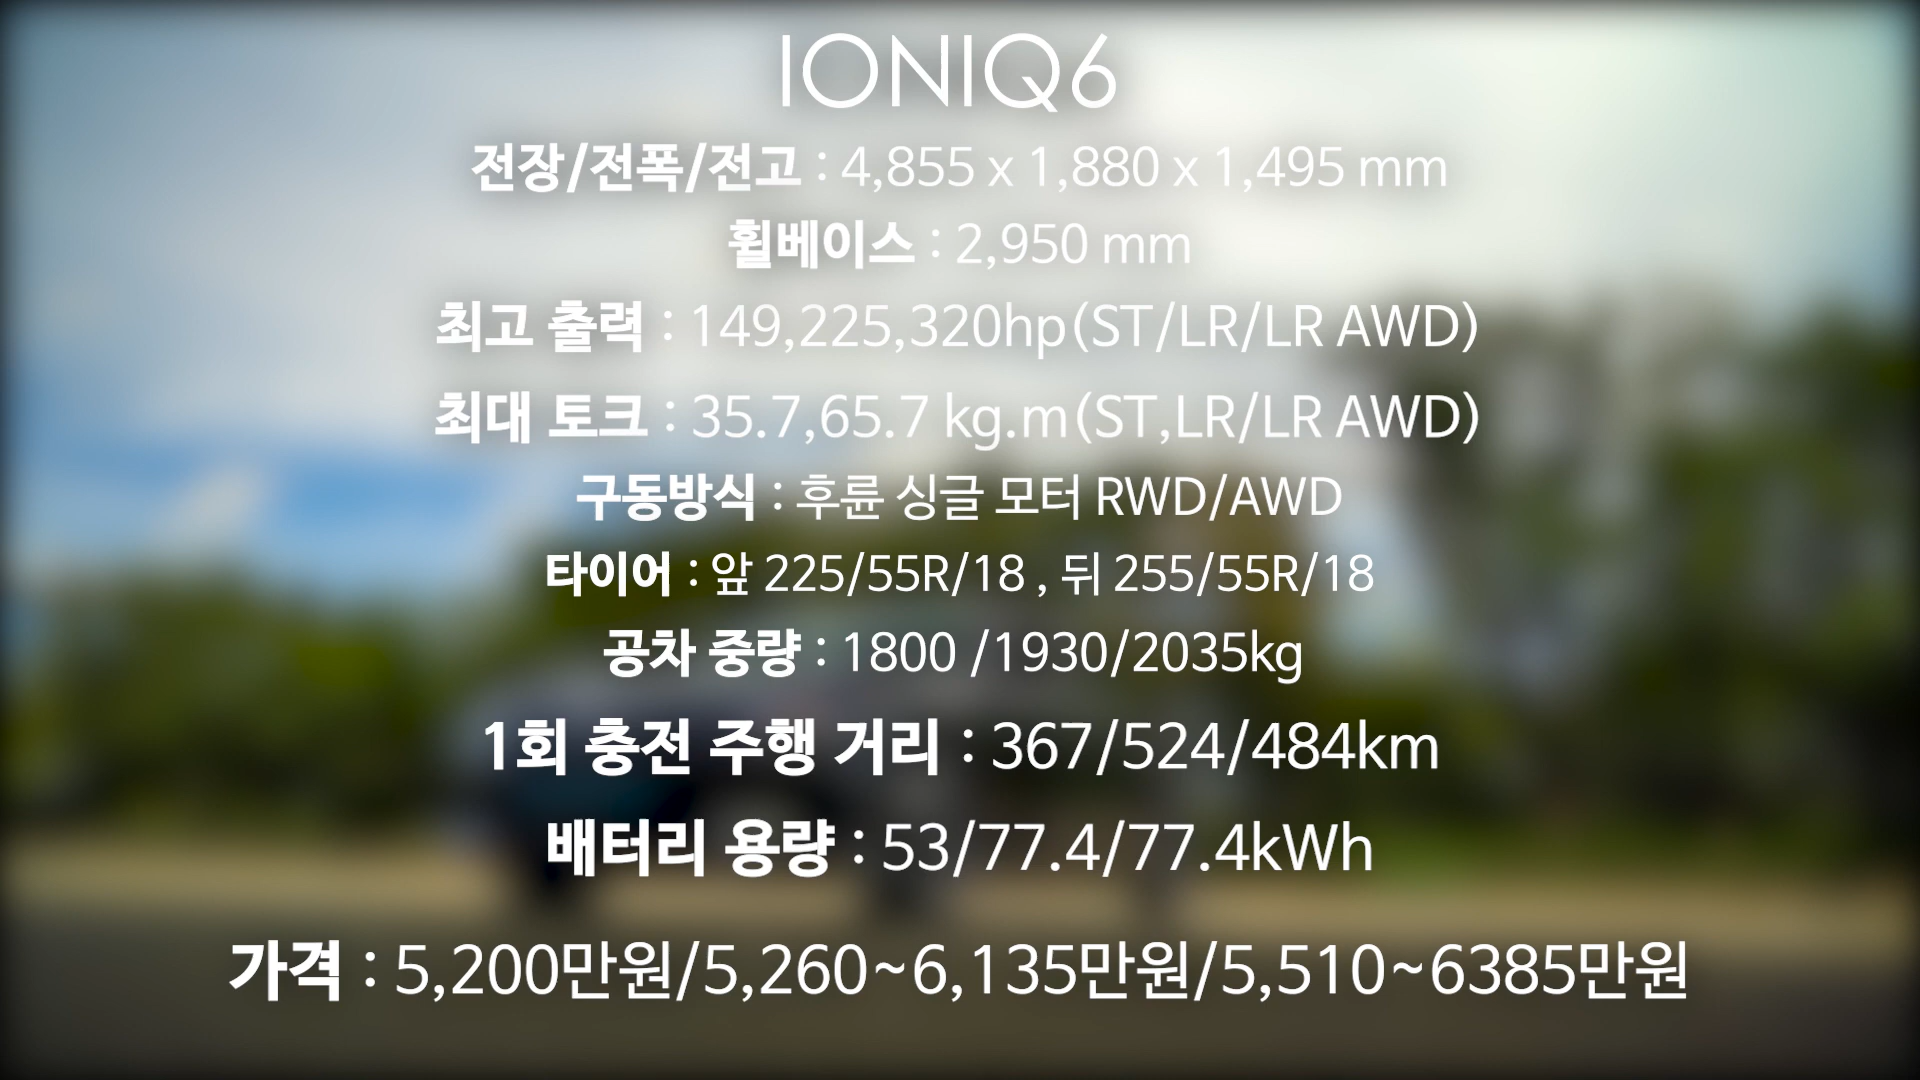 IONIQ6
전장/전폭/전고 : 4,855 x 1,880 x 1,495 mm
휠베이스 : 2,950 mm
최고 출력 : 149,225,320hp(ST/LR/LR AWD)
최대 토크 : 35.7,65.7 kg.m(ST,LR/LR AWD)
구동방식 : 후륜 싱글 모터 RWD/AWD
타이어 : 앞 225/55R/18 , 뒤 255/55R/18
공차 중량 : 1800 /1930/2035kg
1회 충전 주행 거리 : 367/524/484km
배터리 용량 : 53/77.4/77.4kWh
가격 : 5,200만원/5,260~6,135만원/5,510~6385만원